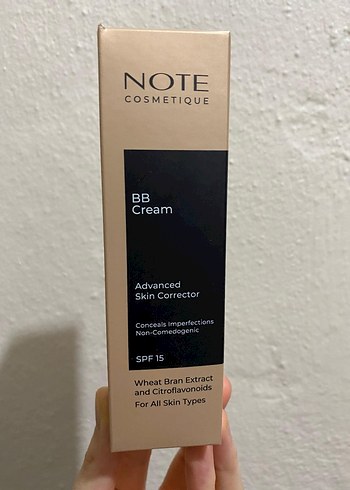 NOTE
COSMETIQUE
BB
Cream
Advanced
Skin Corrector
Conceals Imperfections
Non-Comedogenic
SPF 15
Wheat Bran Extract
and Citroflavonoids
For All Skin Types